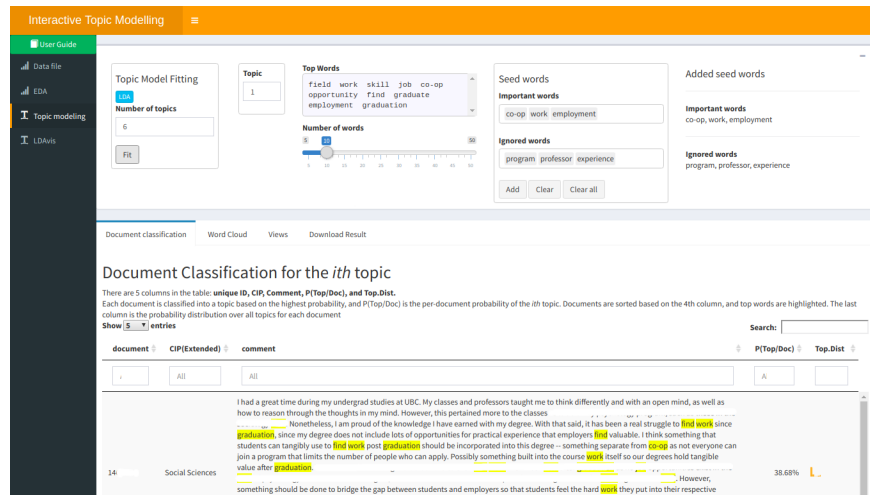 Interactive Topic Modelling
User Guide
Data file
EDA
Topic modeling
LDAvis
Topic Model Fitting
LDA
Number of topics
6
Fit
Topic
1
Top Words
field work skill job co-op
opportunity find graduate
employment graduation
Number of words
5 10 50
5 10 15 20 25 30 35 40 45 50
Seed words
Important words
co-op work employment
Ignored words
program professor experience
Add Clear Clear all
Added seed words
Important words
co-op, work, employment
Ignored words
program, professor, experience
Document classification Word Cloud Views Download Result
Document Classification for the ith topic
There are 5 columns in the table: unique ID, CIP, Comment, P(Top/Doc), and Top.Dist.
Each document is classified into a topic based on the highest probability, and P(Top/Doc) is the per-document probability of the ith topic. Documents are sorted based on the 4th column, and top words are highlighted. The last
column is the probability distribution over all topics for each document
Show 5 entries
Search:
document CIP(Extended) comment P(Top/Doc) Top.Dist
All All A
I had a great time during my undergrad studies at UBC. My classes and professors taught me to think differently and with an open mind, as well as
how to reason through the thoughts in my mind. However, this pertained more to the classes
Nonetheless, I am proud of the knowledge I have earned with my degree. With that said, it has been a real struggle to find work since
graduation, since my degree does not include lots of opportunities for practical experience that employers find valuable. I think something that
students can tangibly use to find work post graduation should be incorporated into this degree -- something separate from co-op as not everyone can
join a program that limits the number of people who can apply. Possibly something built into the course work itself so our degrees hold tangible
value after graduation.
14 Social Sciences 38.68%
However,
something should be done to bridge the gap between students and employers so that students feel the hard work they put into their respective